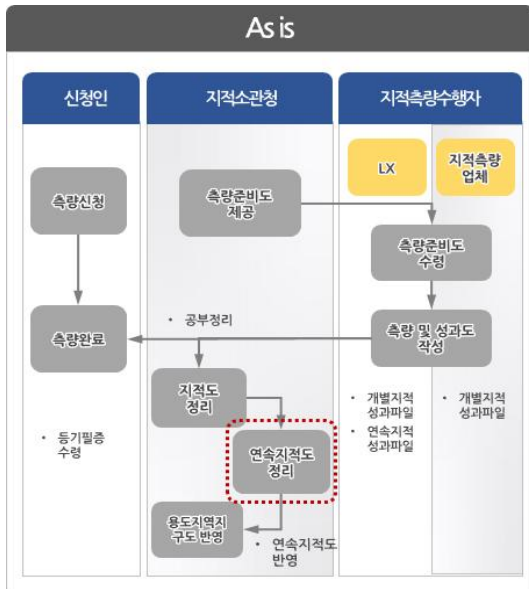 As is
신청인
지적소관청
지적측량수행자
LX
지적측량
업체
측량신청
측량준비도
제공
측량준비도
수령
• 공부정리
측량완료
측량 및 성과도
작성
지적도
정리
• 개별지적
성과파일
• 연속지적
성과파일
• 개별지적
성과파일
• 등기필증
수령
연속지적도
정리
용도지역지
구도 반영
• 연속지적도
반영